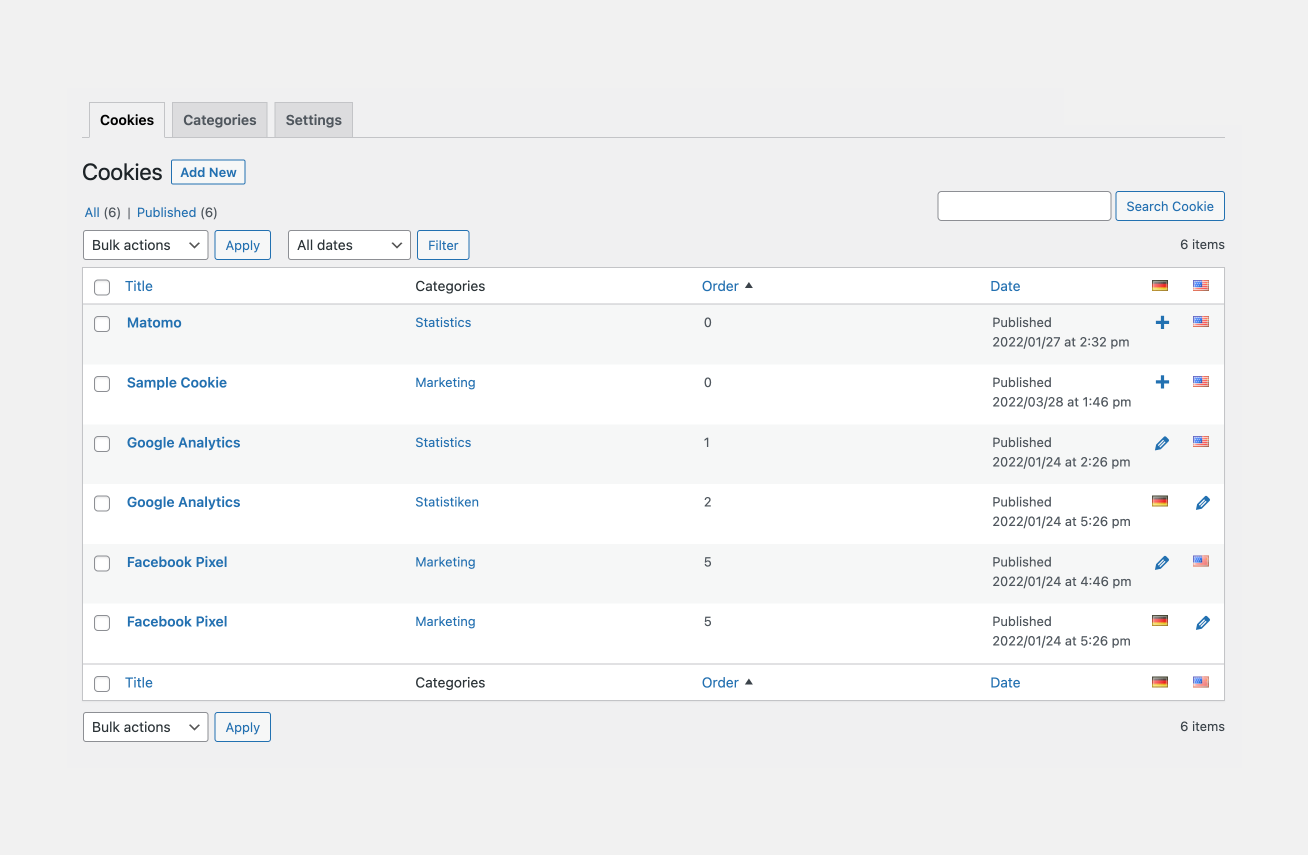 Cookies Categories Settings
Cookies Add New
All (6) | Published (6)
Search Cookie
Bulk actions Apply All dates Filter 6 items
Title Categories Order Date
Matomo Statistics 0 Published
2022/01/27 at 2:32 pm
Sample Cookie Marketing 0 Published
2022/03/28 at 1:46 pm
Google Analytics Statistics 1 Published
2022/01/24 at 2:26 pm
Google Analytics Statistiken 2 Published
2022/01/24 at 5:26 pm
Facebook Pixel Marketing 5 Published
2022/01/24 at 4:46 pm
Facebook Pixel Marketing 5 Published
2022/01/24 at 5:26 pm
Title Categories Order Date
Bulk actions Apply 6 items